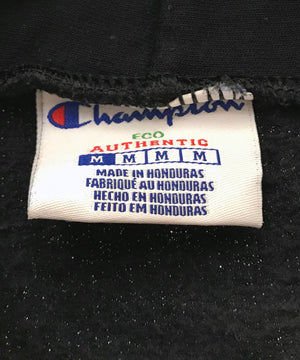 Champion
ECO
AUTHENTIC
M M M M
MADE IN HONDURAS
FABRIQUÉ AU HONDURAS
HECHO EN HONDURAS
FEITO EM HONDURAS